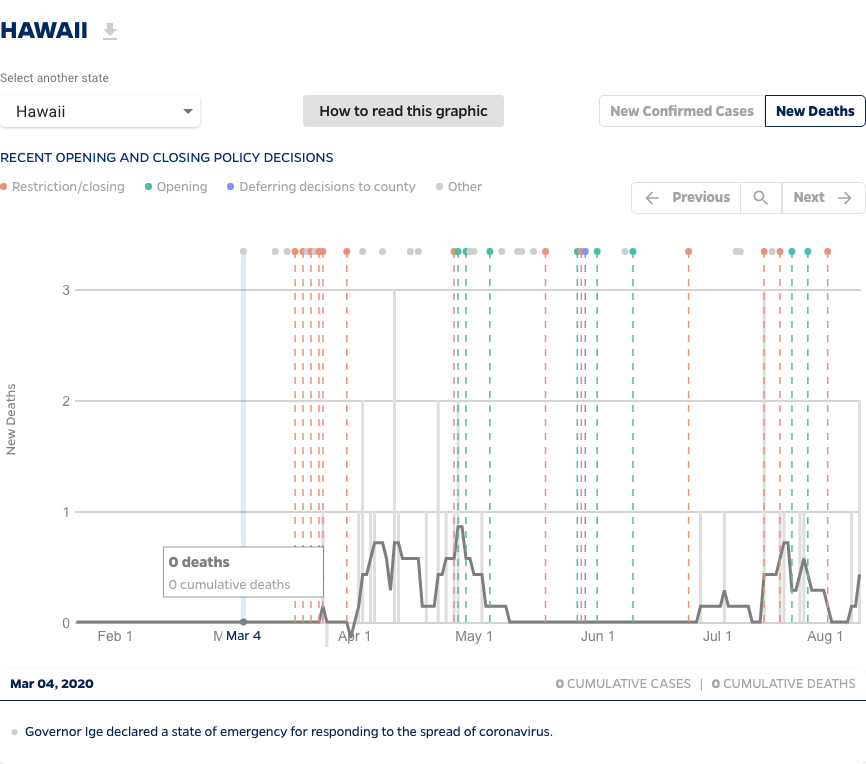 HAWAII
Select another state
Hawaii
How to read this graphic
New Confirmed Cases
New Deaths
RECENT OPENING AND CLOSING POLICY DECISIONS
Restriction/closing
Opening
Deferring decisions to county
Other
Previous
Next
3
2
1
0
New Deaths
0 deaths
0 cumulative deaths
Feb 1
M
Mar 4
Apr 1
May 1
Jun 1
Jul 1
Aug 1
Mar 04, 2020
0 CUMULATIVE CASES | 0 CUMULATIVE DEATHS
Governor Ige declared a state of emergency for responding to the spread of coronavirus.